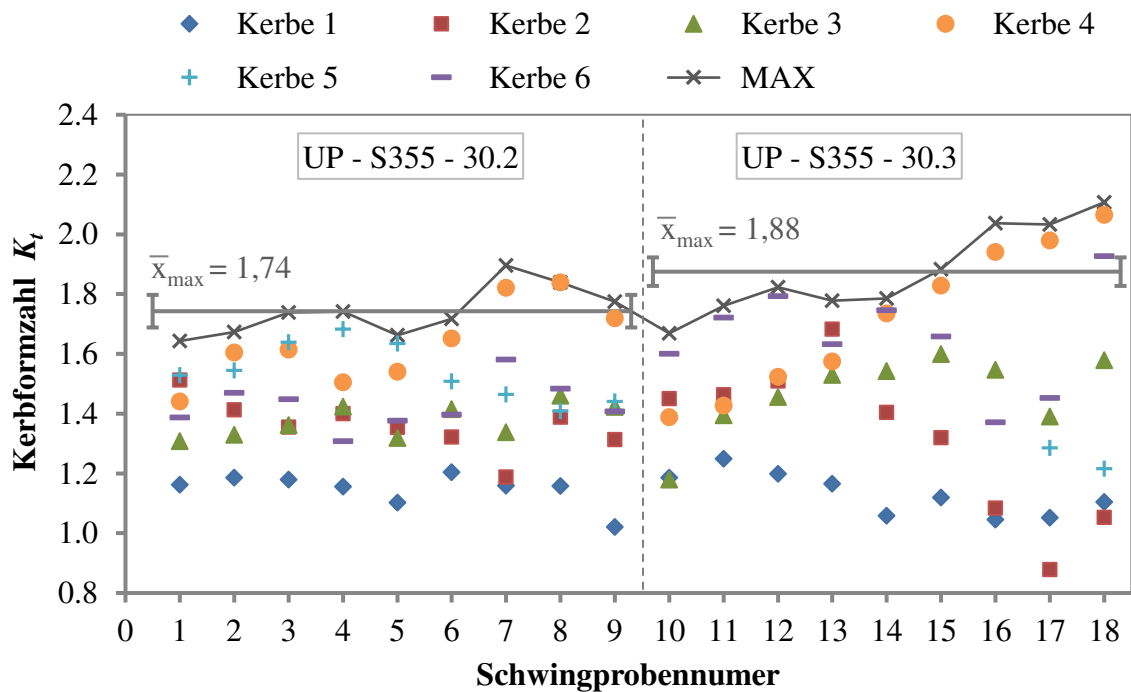 Kerbe 1 Kerbe 2 Kerbe 3 Kerbe 4
Kerbe 5 Kerbe 6 MAX
Kerbformzahl K_t
2.4
2.2
2.0
1.8
1.6
1.4
1.2
1.0
0.8
UP - S355 - 30.2
UP - S355 - 30.3
x̅max = 1,74
x̅max = 1,88
0 1 2 3 4 5 6 7 8 9 10 11 12 13 14 15 16 17 18
Schwingprobennumer